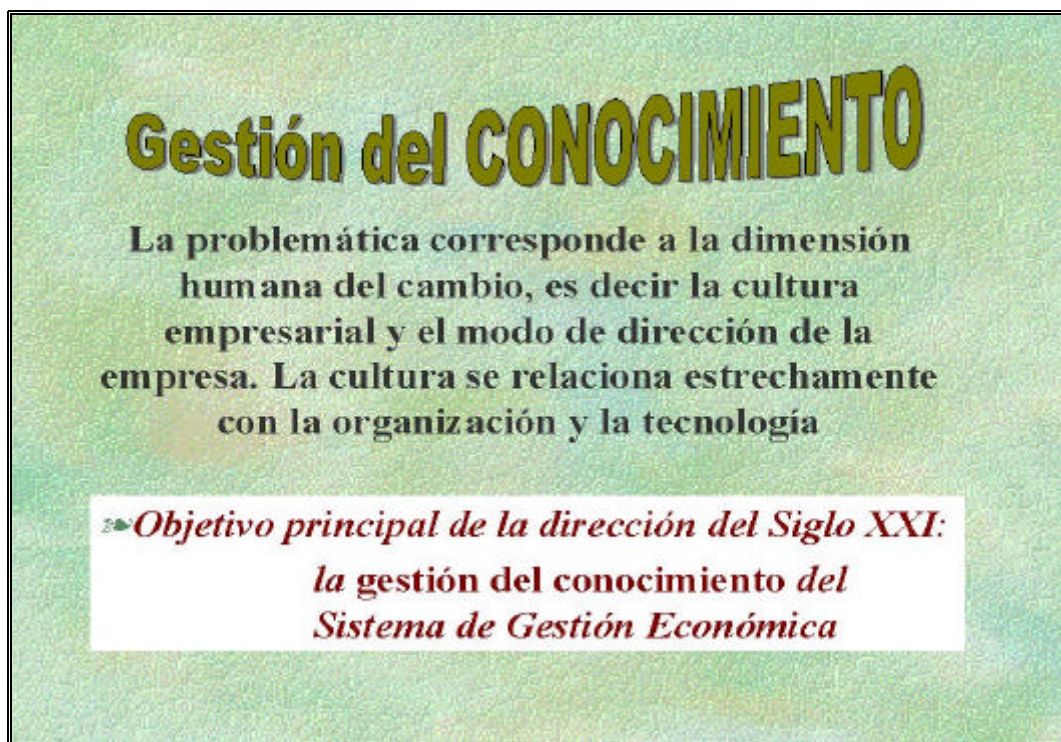 Gestión del CONOCIMIENTO
La problemática corresponde a la dimensión
humana del cambio, es decir la cultura
empresarial y el modo de dirección de la
empresa. La cultura se relaciona estrechamente
con la organización y la tecnología
Objetivo principal de la dirección del Siglo XXI:
la gestión del conocimiento del
Sistema de Gestión Económica